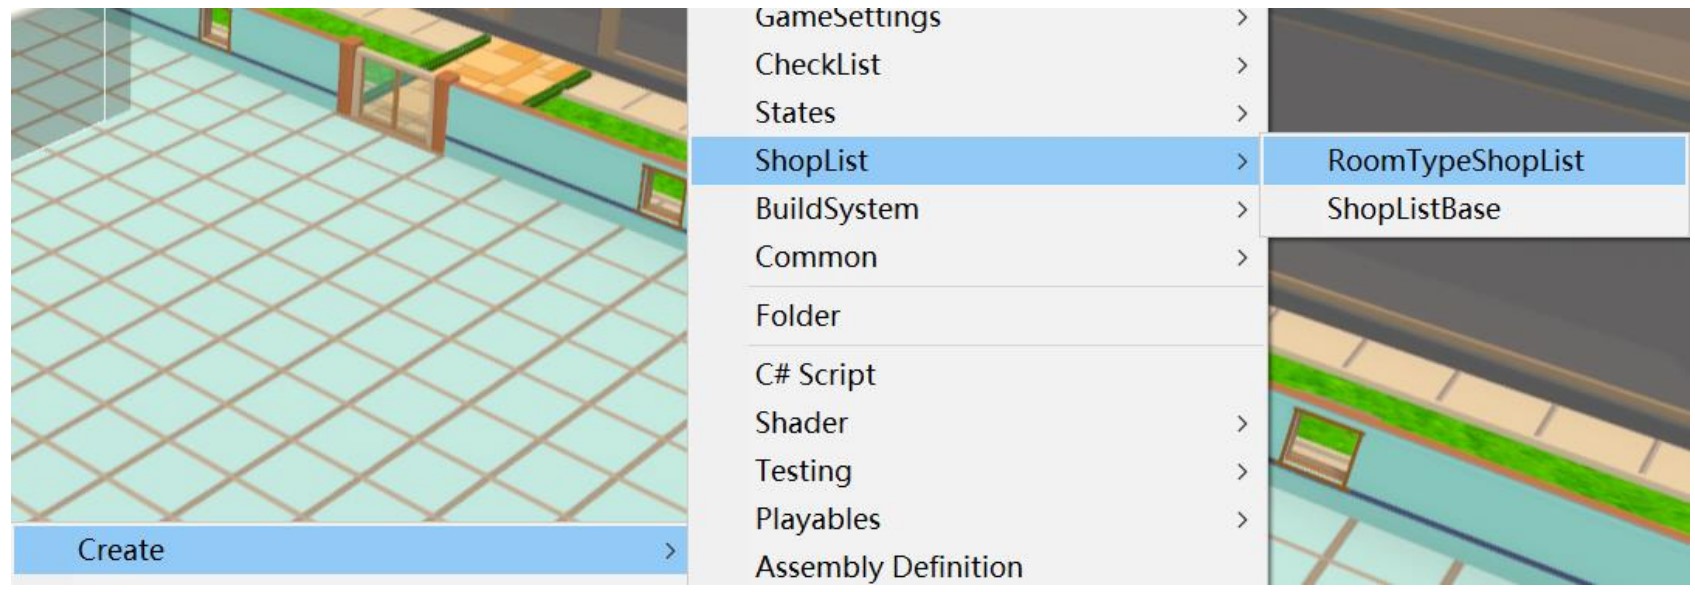 GameSettings
CheckList
States
ShopList
RoomTypeShopList
BuildSystem
ShopListBase
Common
Folder
C# Script
Shader
Testing
Playables
Create
Assembly Definition